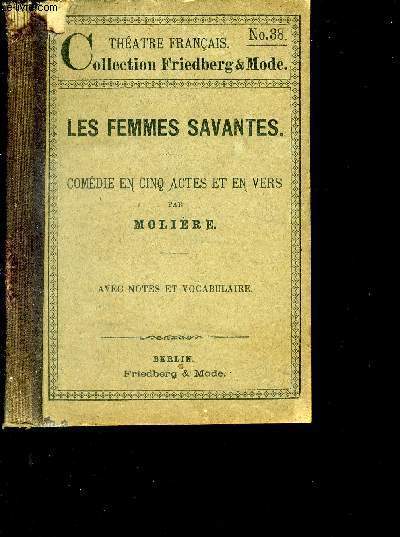 THÉATRE FRANÇAIS.
No. 38.
Collection Friedberg & Mode.
LES FEMMES SAVANTES.
COMÉDIE EN CINQ ACTES ET EN VERS
PAR
MOLIÈRE.
AVEC NOTES ET VOCABULAIRE.
BERLIN.
Friedberg & Mode.